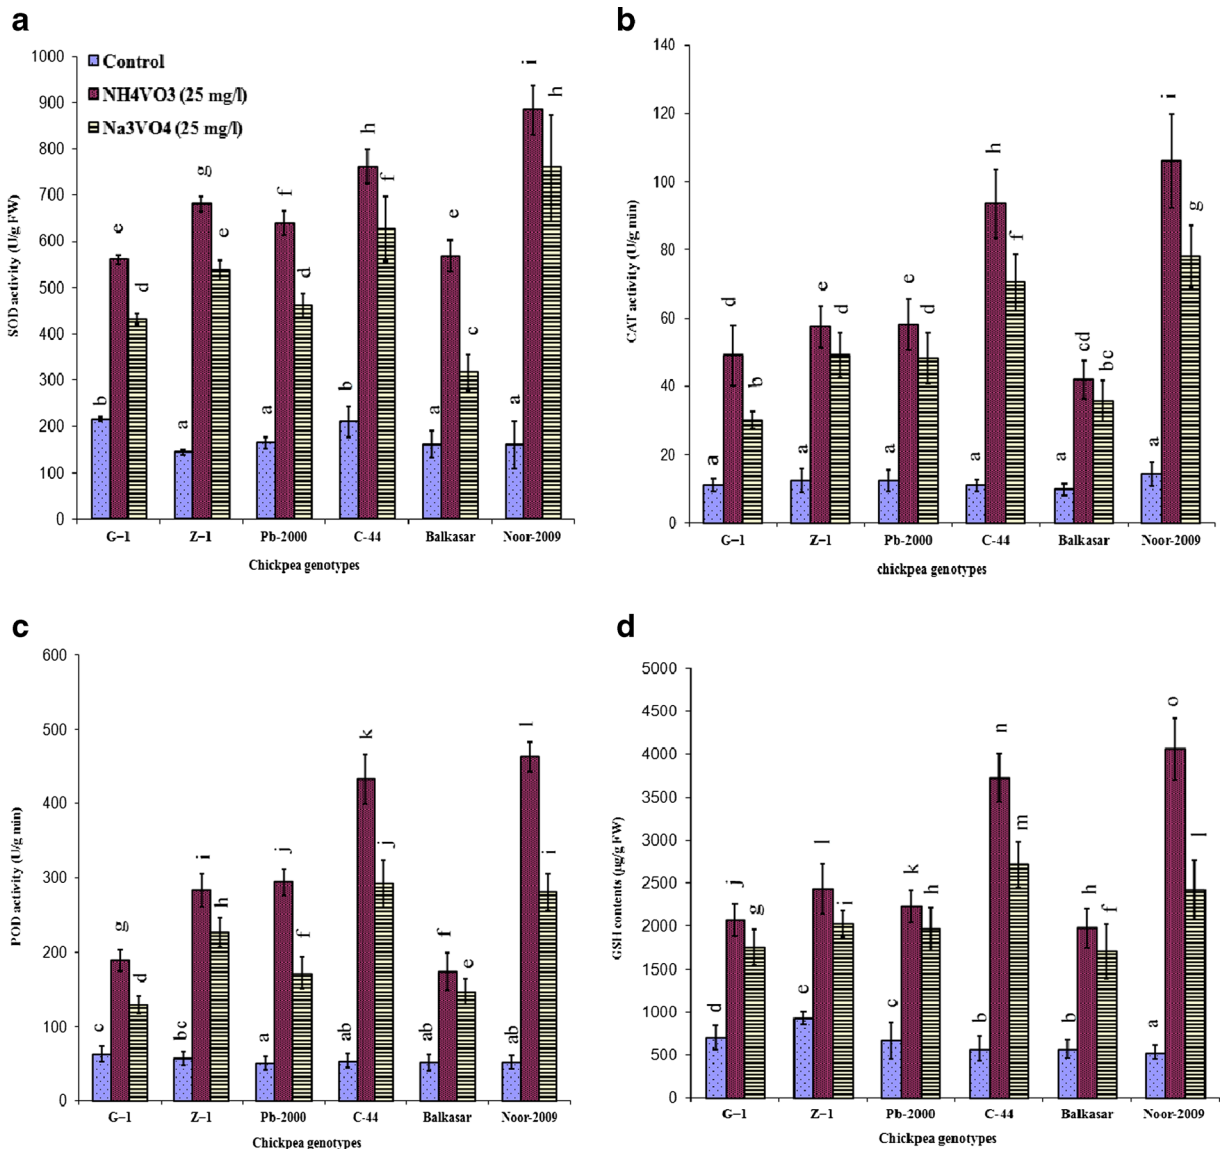 a
1000
900
800
700
600
500
400
300
200
100
0
SOD activity (U/g FW)
Control
NH4VO3 (25 mg/l)
Na3VO4 (25 mg/l)
b e d
a g e
a f d
b h f
a e c
a i h
G-1 Z-1 Pb-2000 C-44 Balkasar Noor-2009
Chickpea genotypes
b
140
120
100
80
60
40
20
0
CAT activity (U/g min)
a d b
a e d
a e d
a h f
a cd bc
a i g
G-1 Z-1 Pb-2000 C-44 Balkasar Noor-2009
chickpea genotypes
c
600
500
400
300
200
100
0
POD activity (U/g min)
c g d
bc i h
a j f
ab k j
ab f e
ab l i
G-1 Z-1 Pb-2000 C-44 Balkasar Noor-2009
Chickpea genotypes
d
5000
4500
4000
3500
3000
2500
2000
1500
1000
500
0
GSH contents (µg/g FW)
d j g
e l i
c k h
b n m
b h f
a o l
G-1 Z-1 Pb-2000 C-44 Balkasar Noor-2009
Chickpea genotypes